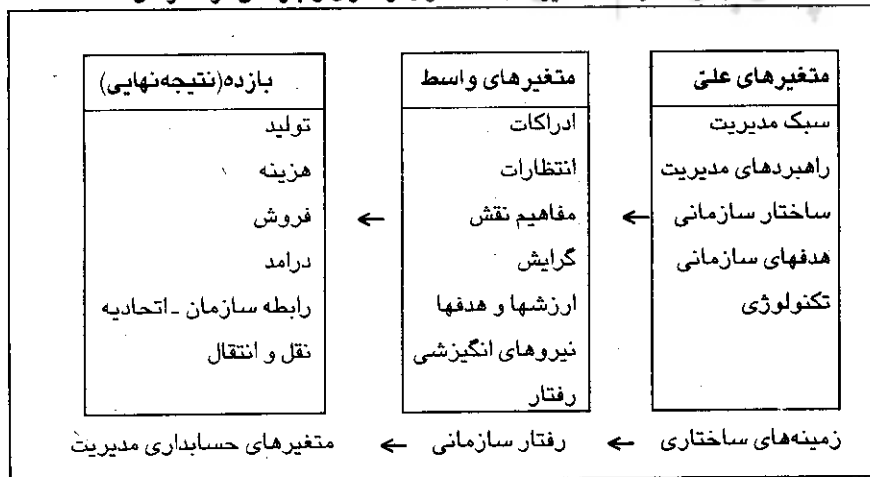 متغیرهای علّی
سبک مدیریت
راهبردهای مدیریت
ساختار سازمانی
هدفهای سازمانی
تکنولوژی
←
متغیرهای واسط
ادراکات
انتظارات
مفاهیم نقش
گرایش
ارزشها و هدفها
نیروهای انگیزشی
رفتار
←
بازده(نتیجه‌نهایی)
تولید
هزینه
فروش
درامد
رابطه سازمان ـ اتحادیه
نقل و انتقال
زمینه‌های ساختاری ← رفتار سازمانی ← متغیرهای حسابداری مدیریت